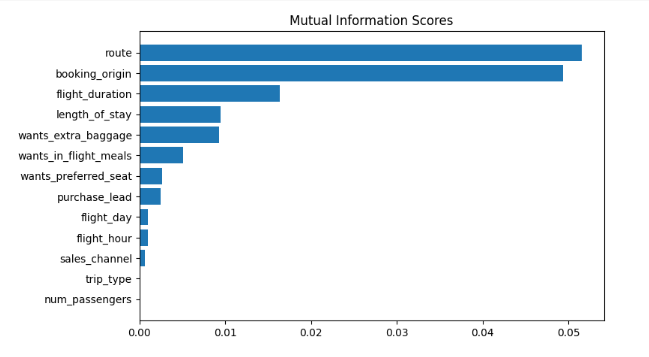 Mutual Information Scores
route
booking_origin
flight_duration
length_of_stay
wants_extra_baggage
wants_in_flight_meals
wants_preferred_seat
purchase_lead
flight_day
flight_hour
sales_channel
trip_type
num_passengers
0.00 0.01 0.02 0.03 0.04 0.05